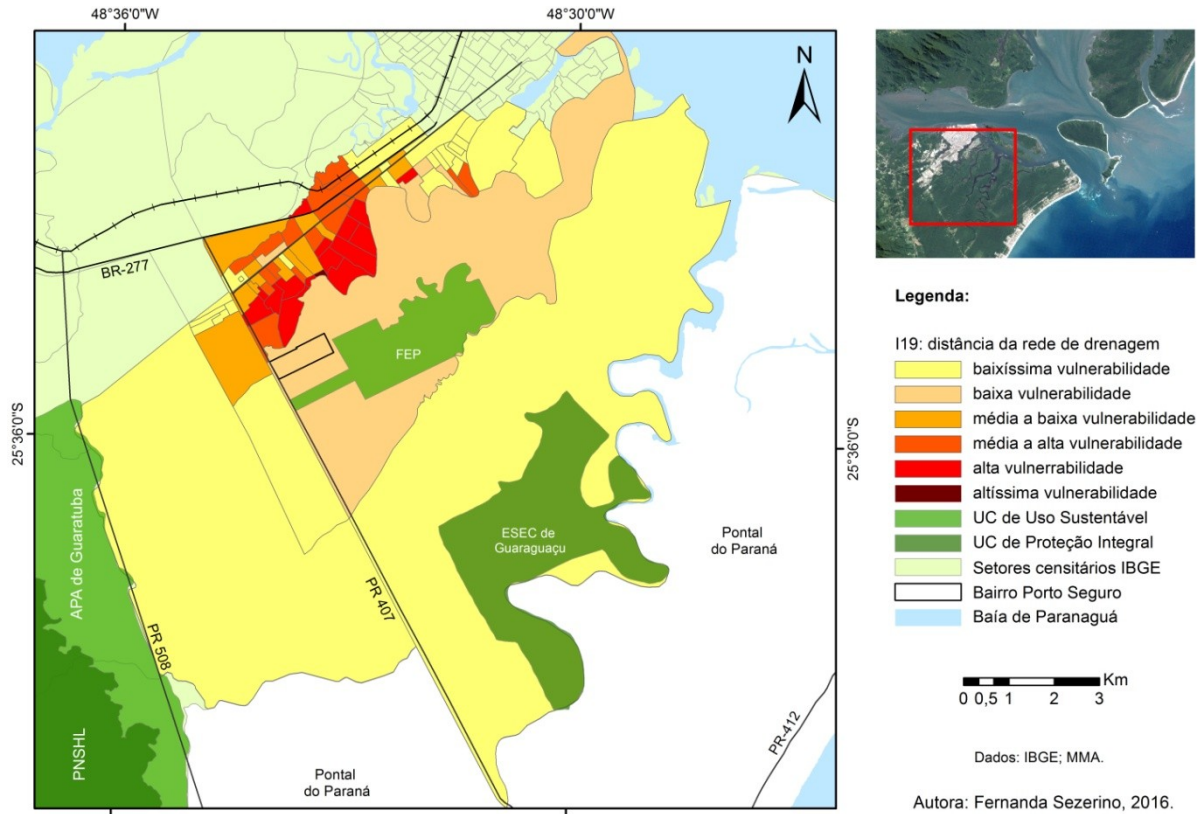 48°36'0"W
48°30'0"W
N
BR-277
FEP
25°36'0"S
25°36'0"S
APA de Guaratuba
ESEC de
Guaraguaçu
Pontal
do Paraná
PR 407
PR 508
PNSHL
Pontal
do Paraná
PR-412
Legenda:
I19: distância da rede de drenagem
baixíssima vulnerabilidade
baixa vulnerabilidade
média a baixa vulnerabilidade
média a alta vulnerabilidade
alta vulnerrabilidade
altíssima vulnerabilidade
UC de Uso Sustentável
UC de Proteção Integral
Setores censitários IBGE
Bairro Porto Seguro
Baía de Paranaguá
Km
0 0,5 1 2 3
Dados: IBGE; MMA.
Autora: Fernanda Sezerino, 2016.